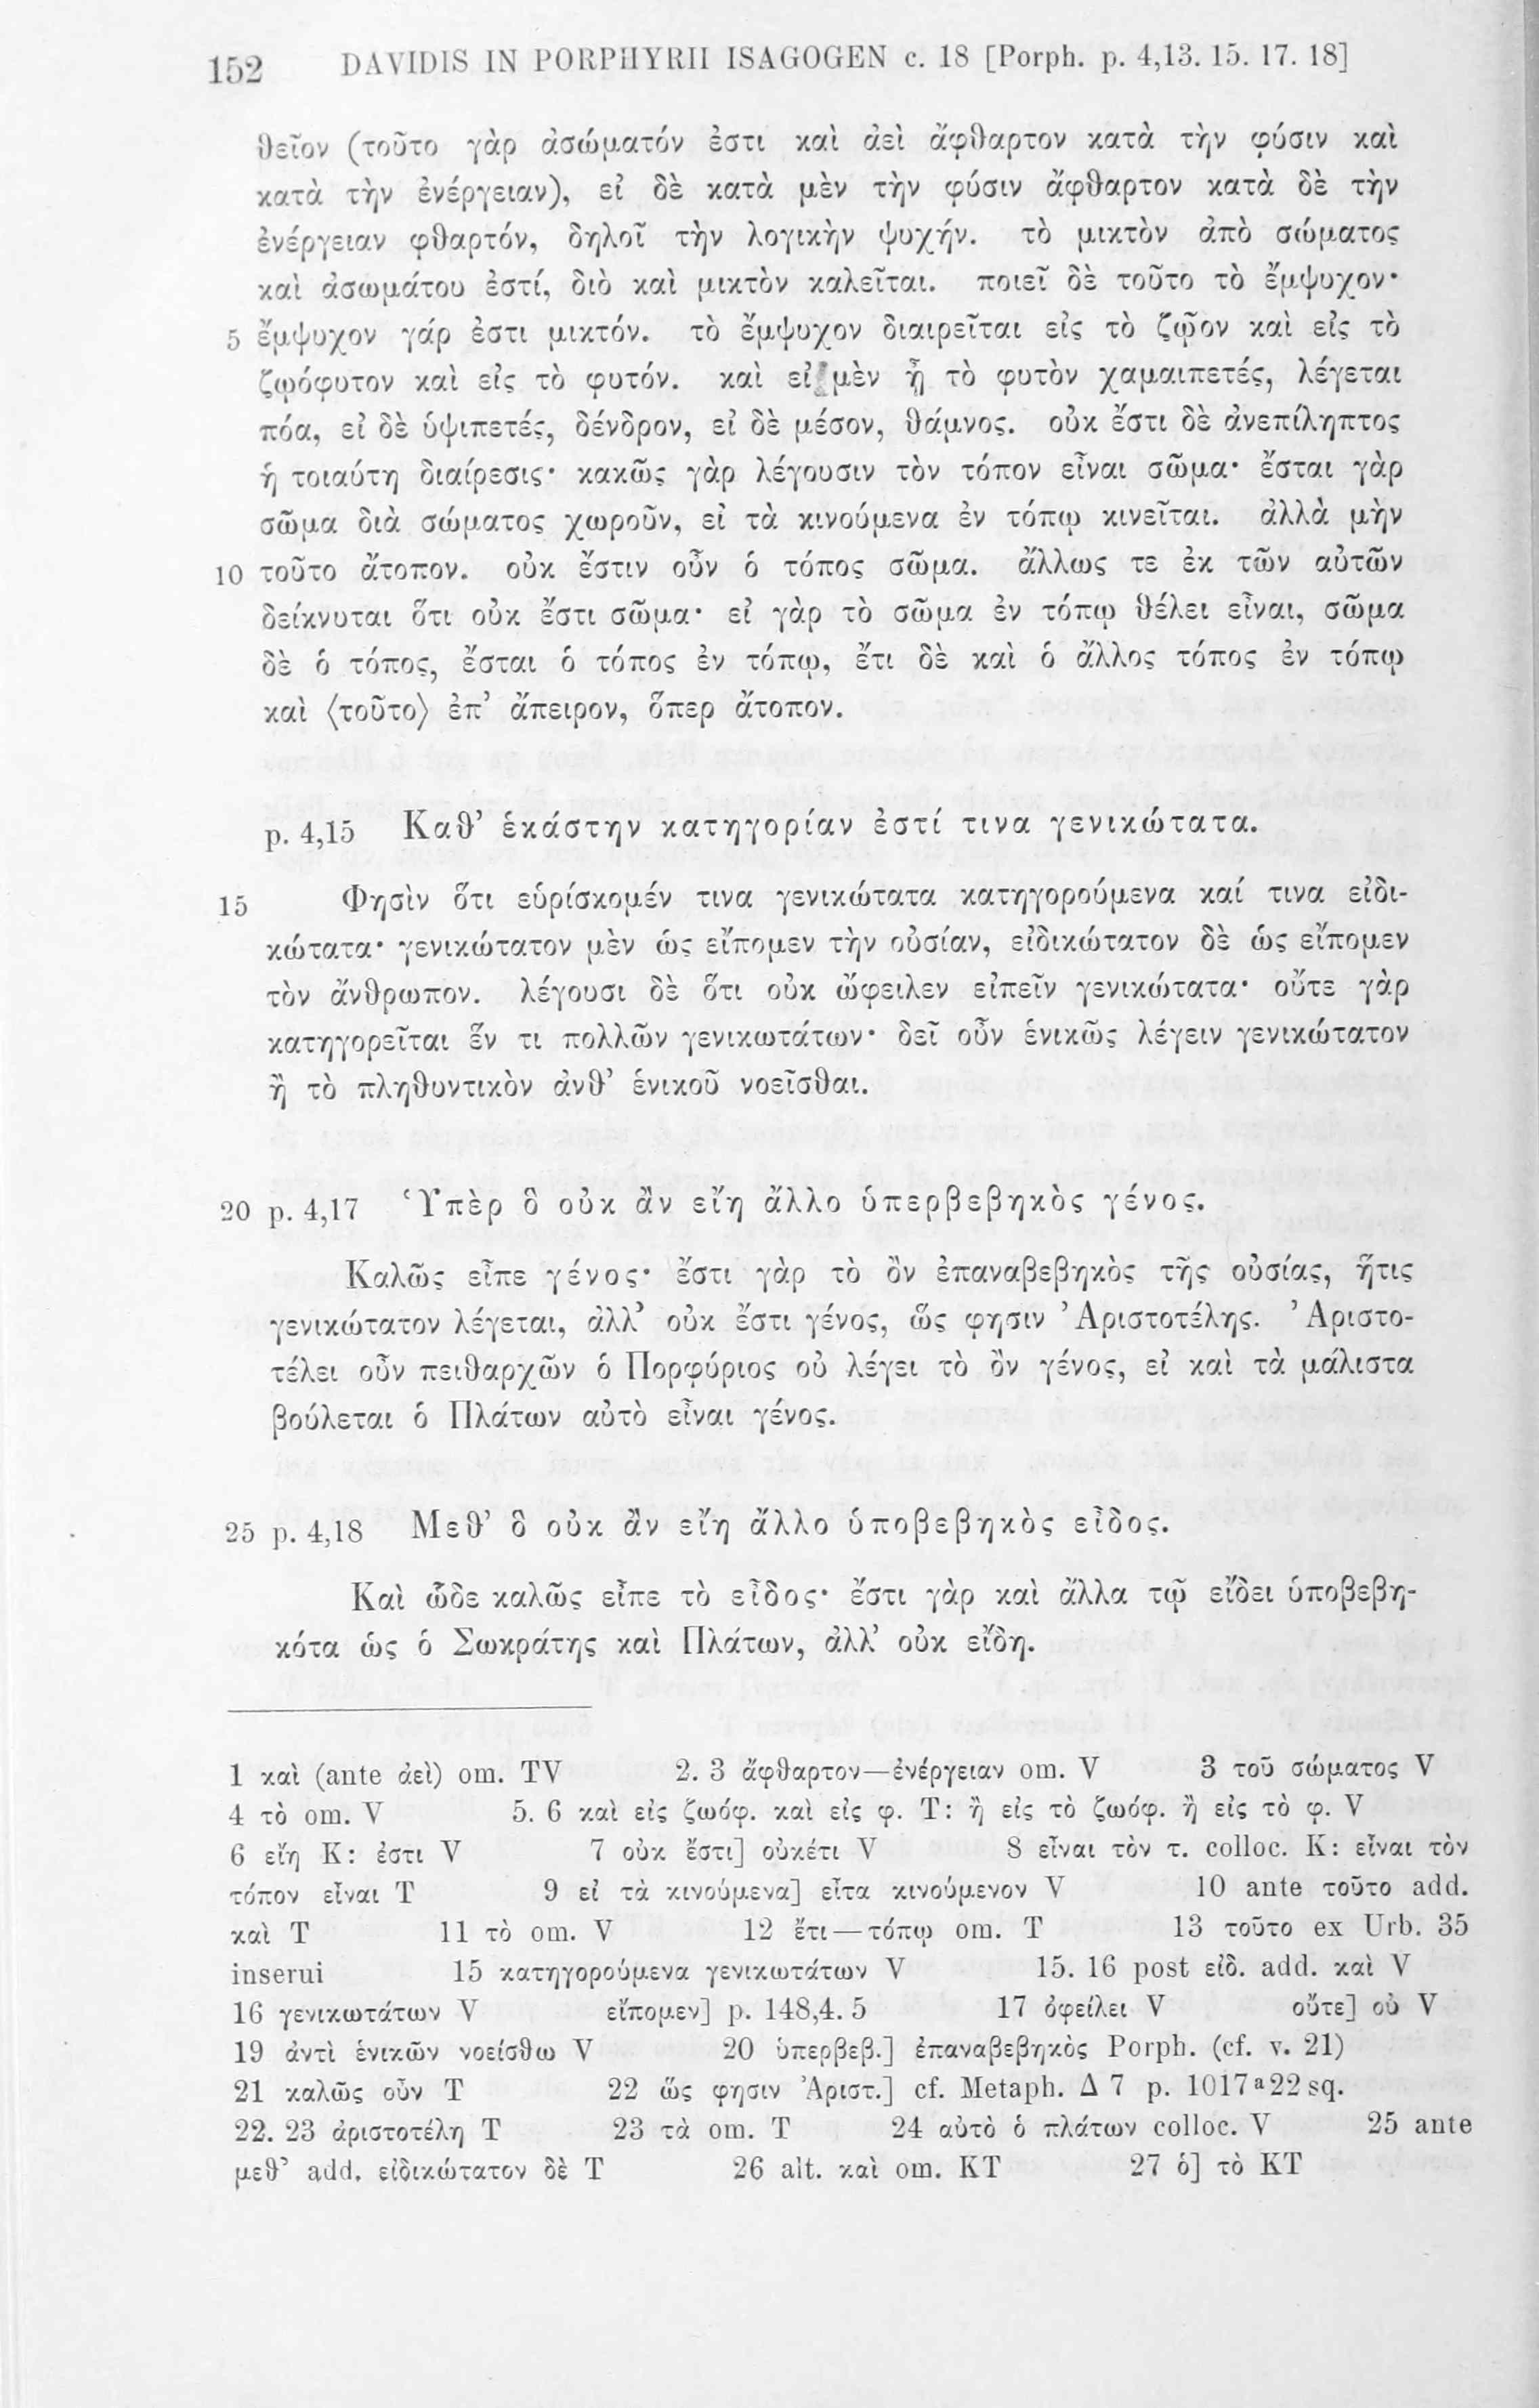 152 DAVIDIS IN PORPHYRII ISAGOGEN c. 18 [Porph. p. 4,13. 15. 17. 18]
θεῖον (τοῦτο γὰρ ἀσώματόν ἐστι καὶ ἀεὶ ἄφθαρτον κατὰ τὴν φύσιν καὶ
κατὰ τὴν ἐνέργειαν), εἰ δὲ κατὰ μὲν τὴν φύσιν ἄφθαρτον κατὰ δὲ τὴν
ἐνέργειαν φθαρτόν, δηλοῖ τὴν λογικὴν ψυχήν. τὸ μικτὸν ἀπὸ σώματος
καὶ ἀσωμάτου ἐστί, διὸ καὶ μικτὸν καλεῖται. ποιεῖ δὲ τοῦτο τὸ ἔμψυχον·
5 ἔμψυχον γάρ ἐστι μικτόν. τὸ ἔμψυχον διαιρεῖται εἰς τὸ ζῷον καὶ εἰς τὸ
ζῳόφυτον καὶ εἰς τὸ φυτόν. καὶ εἰ μὲν ᾖ τὸ φυτὸν χαμαιπετές, λέγεται
πόα, εἰ δὲ ὑψιπετές, δένδρον, εἰ δὲ μέσον, θάμνος. οὐκ ἔστι δὲ ἀνεπίληπτος
ἡ τοιαύτη διαίρεσις· κακῶς γὰρ λέγουσιν τὸν τόπον εἶναι σῶμα· ἔσται γὰρ
σῶμα διὰ σώματος χωροῦν, εἰ τὰ κινούμενα ἐν τόπῳ κινεῖται. ἀλλὰ μὴν
10 τοῦτο ἄτοπον. οὐκ ἔστιν οὖν ὁ τόπος σῶμα. ἄλλως τε ἐκ τῶν αὐτῶν
δείκνυται ὅτι οὐκ ἔστι σῶμα· εἰ γὰρ τὸ σῶμα ἐν τόπῳ θέλει εἶναι, σῶμα
δὲ ὁ τόπος, ἔσται ὁ τόπος ἐν τόπῳ, ἔτι δὲ καὶ ὁ ἄλλος τόπος ἐν τόπῳ
καὶ ⟨τοῦτο⟩ ἐπ’ ἄπειρον, ὅπερ ἄτοπον.
p. 4,15 Καθ’ ἑκάστην κατηγορίαν ἐστί τινα γενικώτατα.
15 Φησὶν ὅτι εὑρίσκομέν τινα γενικώτατα κατηγορούμενα καί τινα εἰδι-
κώτατα· γενικώτατον μὲν ὡς εἴπομεν τὴν οὐσίαν, εἰδικώτατον δὲ ὡς εἴπομεν
τὸν ἄνθρωπον. λέγουσι δὲ ὅτι οὐκ ὤφειλεν εἰπεῖν γενικώτατα· οὔτε γὰρ
κατηγορεῖται ἕν τι πολλῶν γενικωτάτων· δεῖ οὖν ἑνικῶς λέγειν γενικώτατον
ἢ τὸ πληθυντικὸν ἀνθ’ ἑνικοῦ νοεῖσθαι.
20 p. 4,17 Ὑπὲρ ὃ οὐκ ἂν εἴη ἄλλο ὑπερβεβηκὸς γένος.
Καλῶς εἶπε γένος· ἔστι γὰρ τὸ ὂν ἐπαναβεβηκὸς τῆς οὐσίας, ἥτις
γενικώτατον λέγεται, ἀλλ’ οὐκ ἔστι γένος, ὥς φησιν Ἀριστοτέλης. Ἀριστο-
τέλει οὖν πειθαρχῶν ὁ Πορφύριος οὐ λέγει τὸ ὂν γένος, εἰ καὶ τὰ μάλιστα
βούλεται ὁ Πλάτων αὐτὸ εἶναι γένος.
25 p. 4,18 Μεθ’ ὃ οὐκ ἂν εἴη ἄλλο ὑποβεβηκὸς εἶδος.
Καὶ ὧδε καλῶς εἶπε τὸ εἶδος· ἔστι γὰρ καὶ ἄλλα τῷ εἴδει ὑποβεβη-
κότα ὡς ὁ Σωκράτης καὶ Πλάτων, ἀλλ’ οὐκ εἴδη.
1 καὶ (ante ἀεὶ) om. TV 2. 3 ἄφθαρτον—ἐνέργειαν om. V 3 τοῦ σώματος V
4 τὸ om. V 5. 6 καὶ εἰς ζωόφ. καὶ εἰς φ. T: ἢ εἰς τὸ ζωόφ. ἢ εἰς τὸ φ. V
6 εἴη K: ἐστι V 7 οὐκ ἔστι] οὐκέτι V 8 εἶναι τὸν τ. colloc. K: εἶναι τὸν
τόπον εἶναι T 9 εἰ τὰ κινούμενα] εἶτα κινούμενον V 10 ante τοῦτο add.
καὶ T 11 τὸ om. V 12 ἔτι—τόπῳ om. T 13 τοῦτο ex Urb. 35
inserui 15 κατηγορούμενα γενικωτάτων V 15. 16 post εἰδ. add. καὶ V
16 γενικωτάτων V εἴπομεν] p. 148,4. 5 17 ὀφείλει V οὔτε] οὐ V
19 ἀντὶ ἑνικῶν νοείσθω V 20 ὑπερβεβ.] ἐπαναβεβηκὸς Porph. (cf. v. 21)
21 καλῶς οὖν T 22 ὥς φησιν Ἀριστ.] cf. Metaph. Δ 7 p. 1017ᵃ22 sq.
22. 23 ἀριστοτέλη T 23 τὰ om. T 24 αὐτὸ ὁ πλάτων colloc. V 25 ante
μεθ’ add. εἰδικώτατον δὲ T 26 alt. καὶ om. KT 27 ὁ] τὸ KT